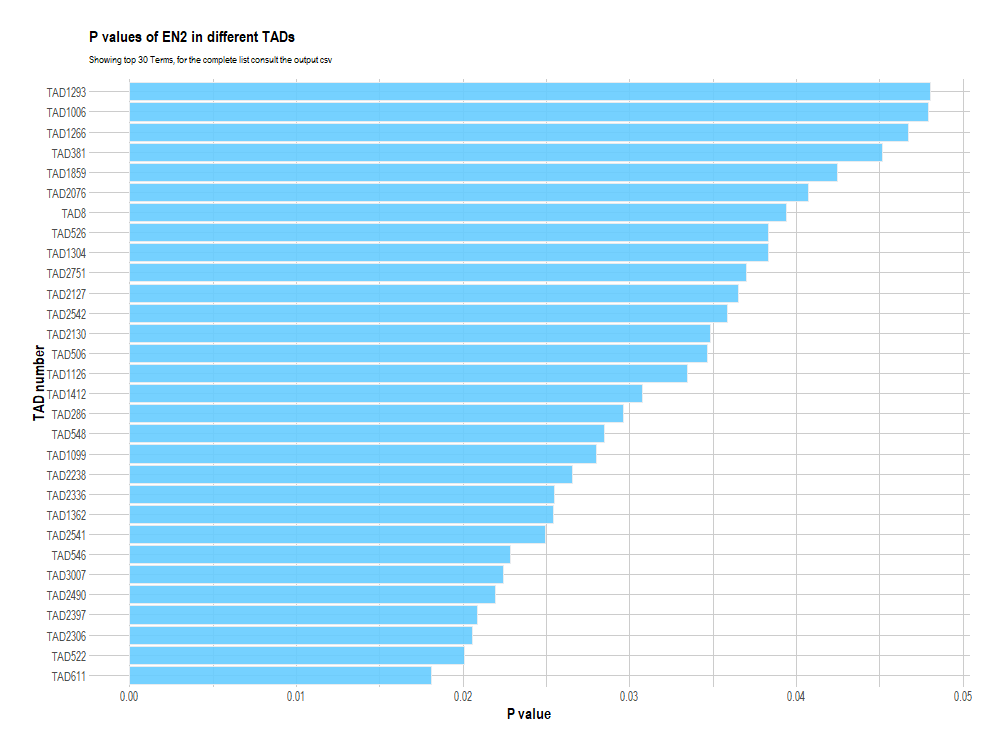 P values of EN2 in different TADs
Showing top 30 Terms, for the complete list consult the output csv
TAD1293
TAD1006
TAD1266
TAD381
TAD1859
TAD2076
TAD8
TAD526
TAD1304
TAD2751
TAD2127
TAD2542
TAD2130
TAD506
TAD1126
TAD1412
TAD286
TAD548
TAD1099
TAD2238
TAD2336
TAD1362
TAD2541
TAD546
TAD3007
TAD2490
TAD2397
TAD2306
TAD522
TAD611
TAD number
0.00 0.01 0.02 0.03 0.04 0.05
P value